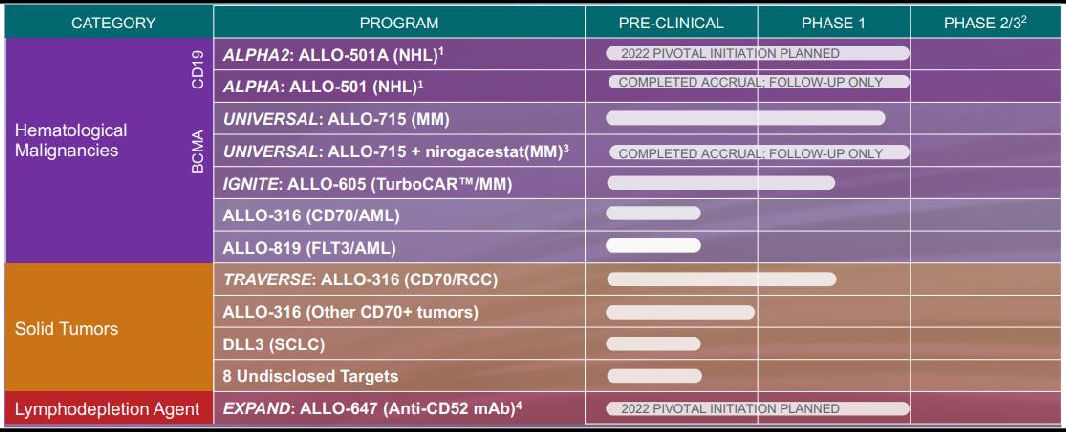 CATEGORY PROGRAM PRE-CLINICAL PHASE 1 PHASE 2/3²
Hematological
Malignancies
CD19
BCMA
ALPHA2: ALLO-501A (NHL)¹ 2022 PIVOTAL INITIATION PLANNED
ALPHA: ALLO-501 (NHL)¹ COMPLETED ACCRUAL; FOLLOW-UP ONLY
UNIVERSAL: ALLO-715 (MM)
UNIVERSAL: ALLO-715 + nirogacestat(MM)³ COMPLETED ACCRUAL; FOLLOW-UP ONLY
IGNITE: ALLO-605 (TurboCAR™/MM)
ALLO-316 (CD70/AML)
ALLO-819 (FLT3/AML)
Solid Tumors
TRAVERSE: ALLO-316 (CD70/RCC)
ALLO-316 (Other CD70+ tumors)
DLL3 (SCLC)
8 Undisclosed Targets
Lymphodepletion Agent EXPAND: ALLO-647 (Anti-CD52 mAb)⁴ 2022 PIVOTAL INITIATION PLANNED